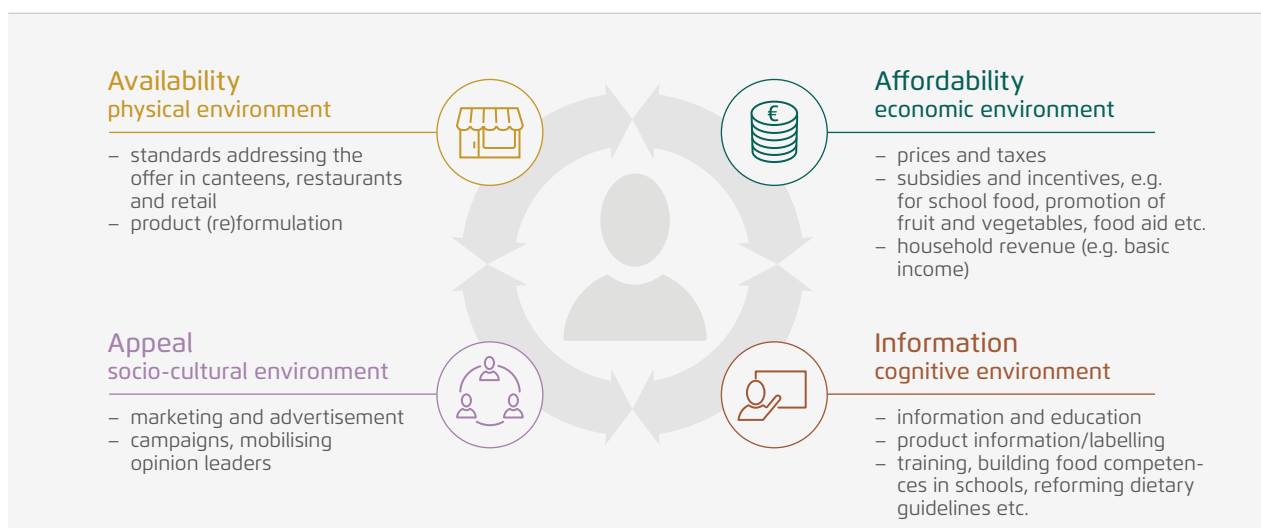 Availability
physical environment
– standards addressing the
offer in canteens, restaurants
and retail
– product (re)formulation
€
Affordability
economic environment
– prices and taxes
– subsidies and incentives, e.g.
for school food, promotion of
fruit and vegetables, food aid etc.
– household revenue (e.g. basic
income)
Appeal
socio-cultural environment
– marketing and advertisement
– campaigns, mobilising
opinion leaders
Information
cognitive environment
– information and education
– product information/labelling
– training, building food competen-
ces in schools, reforming dietary
guidelines etc.